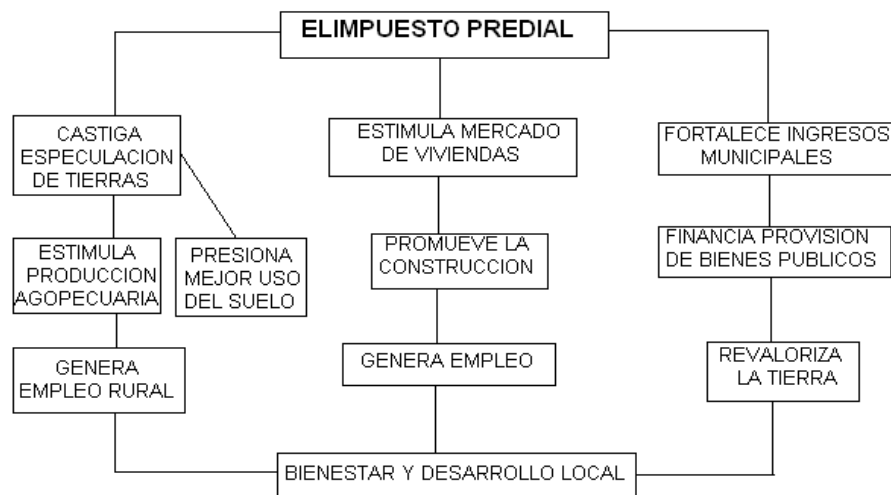 ELIMPUESTO PREDIAL
CASTIGA
ESPECULACION
DE TIERRAS
ESTIMULA MERCADO
DE VIVIENDAS
FORTALECE INGRESOS
MUNICIPALES
ESTIMULA
PRODUCCION
AGOPECUARIA
PRESIONA
MEJOR USO
DEL SUELO
PROMUEVE LA
CONSTRUCCION
FINANCIA PROVISION
DE BIENES PUBLICOS
GENERA
EMPLEO RURAL
GENERA EMPLEO
REVALORIZA
LA TIERRA
BIENESTAR Y DESARROLLO LOCAL